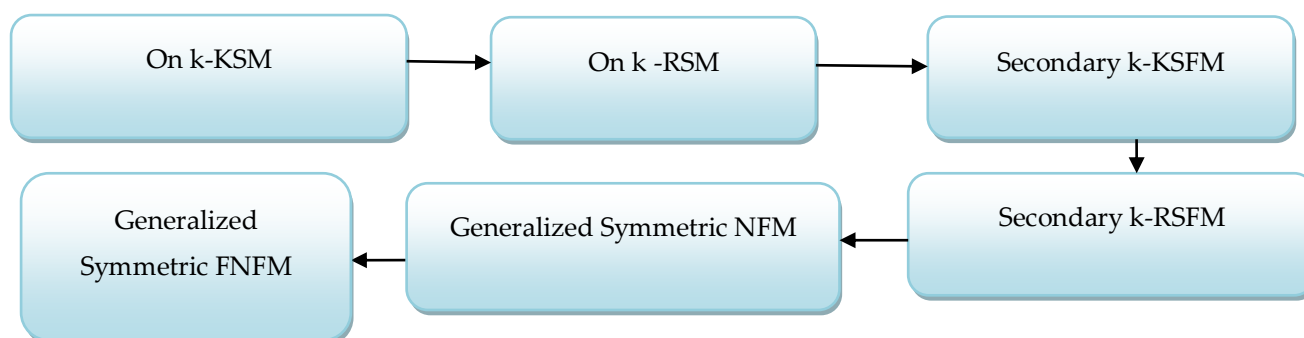 On k-KSM
On k -RSM
Secondary k-KSFM
Secondary k-RSFM
Generalized Symmetric NFM
Generalized
Symmetric FNFM